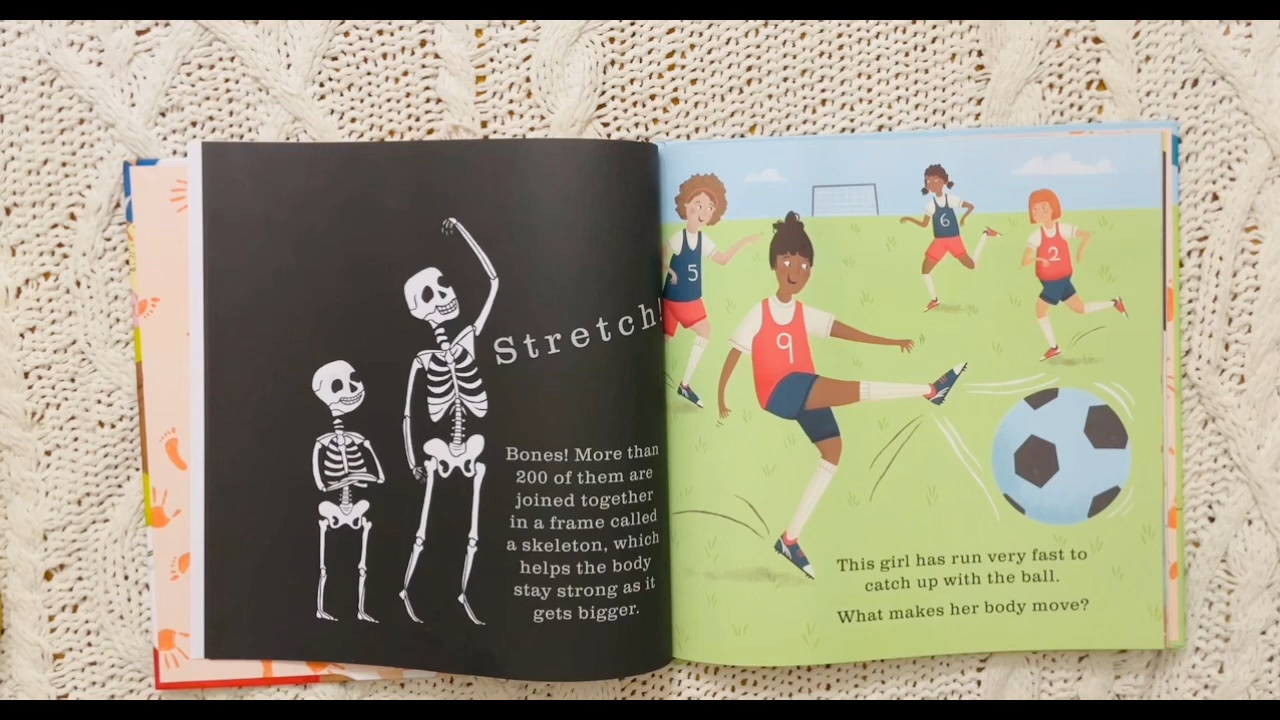 Stretch!
Bones! More than
200 of them are
joined together
in a frame called
a skeleton, which
helps the body
stay strong as it
gets bigger.
5
9
6
2
This girl has run very fast to
catch up with the ball.
What makes her body move?